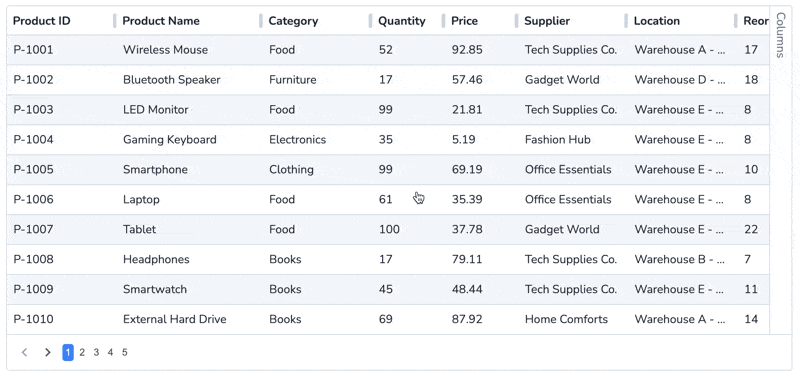 Product ID Product Name Category Quantity Price Supplier Location Reor
P-1001 Wireless Mouse Food 52 92.85 Tech Supplies Co. Warehouse A - ... 17
P-1002 Bluetooth Speaker Furniture 17 57.46 Gadget World Warehouse D - ... 18
P-1003 LED Monitor Food 99 21.81 Tech Supplies Co. Warehouse E - ... 8
P-1004 Gaming Keyboard Electronics 35 5.19 Fashion Hub Warehouse E - ... 8
P-1005 Smartphone Clothing 99 69.19 Office Essentials Warehouse E - ... 10
P-1006 Laptop Food 61 35.39 Office Essentials Warehouse E - ... 8
P-1007 Tablet Food 100 37.78 Gadget World Warehouse E - ... 22
P-1008 Headphones Books 17 79.11 Tech Supplies Co. Warehouse B - ... 7
P-1009 Smartwatch Books 45 48.44 Tech Supplies Co. Warehouse E - ... 11
P-1010 External Hard Drive Books 69 87.92 Home Comforts Warehouse A - ... 14
Columns
1 2 3 4 5